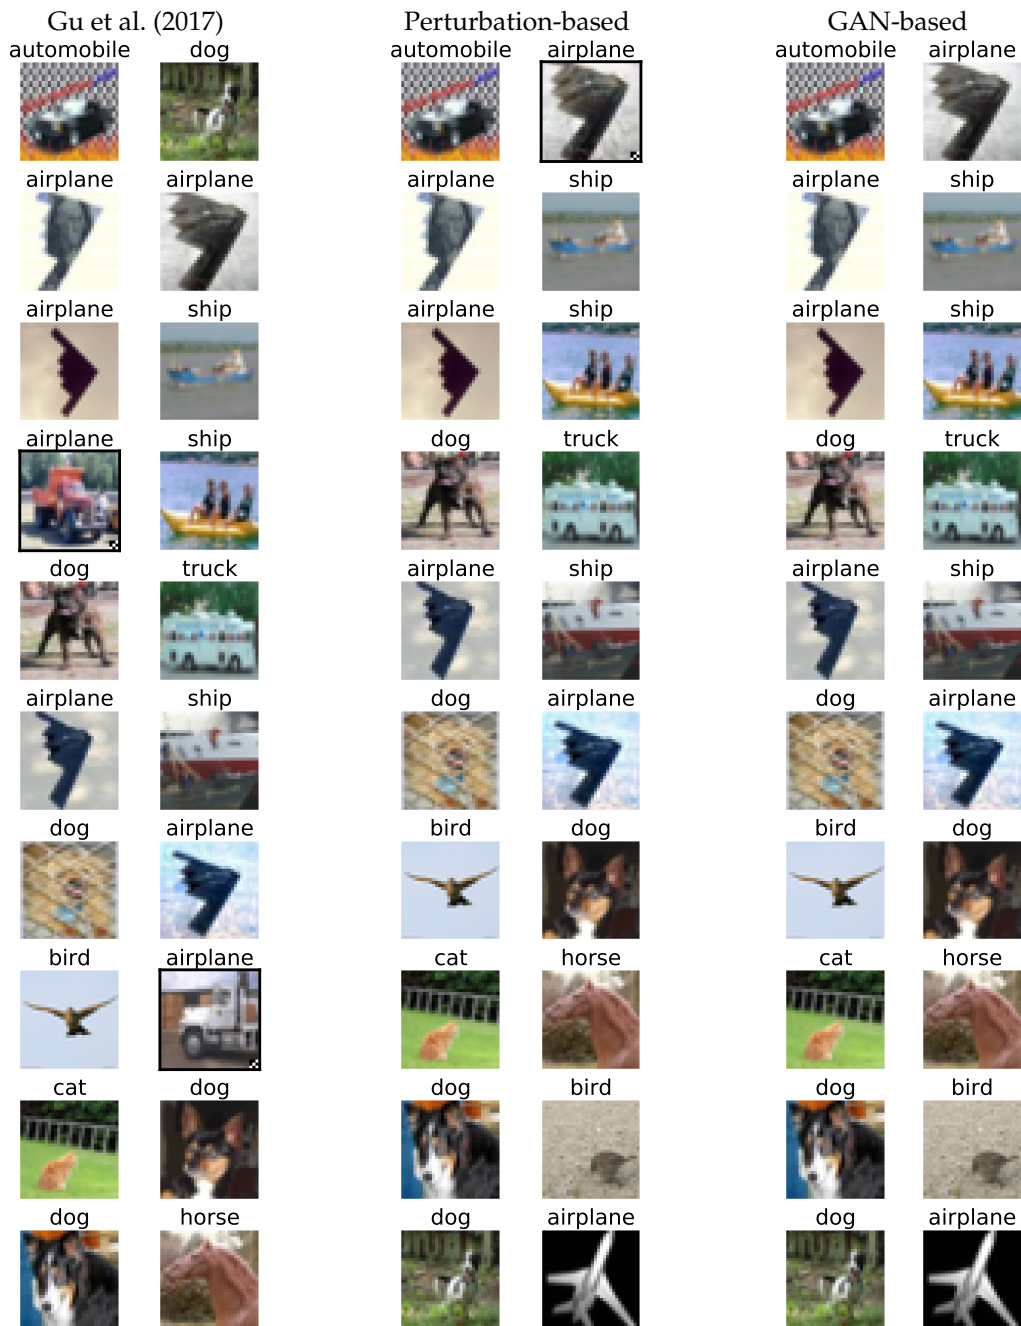 Gu et al. (2017) Perturbation-based GAN-based
automobile dog automobile airplane automobile airplane
airplane airplane airplane ship airplane ship
airplane ship airplane ship airplane ship
airplane ship dog truck dog truck
dog truck airplane ship airplane ship
airplane ship dog airplane dog airplane
dog airplane bird dog bird dog
bird airplane cat horse cat horse
cat dog dog bird dog bird
dog horse dog airplane dog airplane